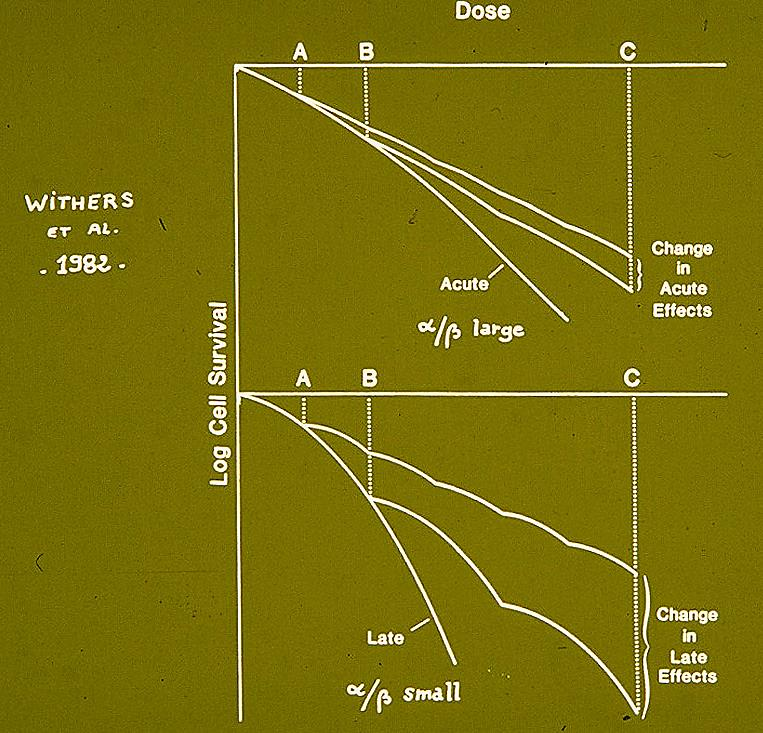 Dose
A B C
WiTHERS
ET AL.
- 1982 -
Change
in
Acute
Effects
Acute
α/β large
Log Cell Survival
A B C
Change
in
Late
Effects
Late
α/β small